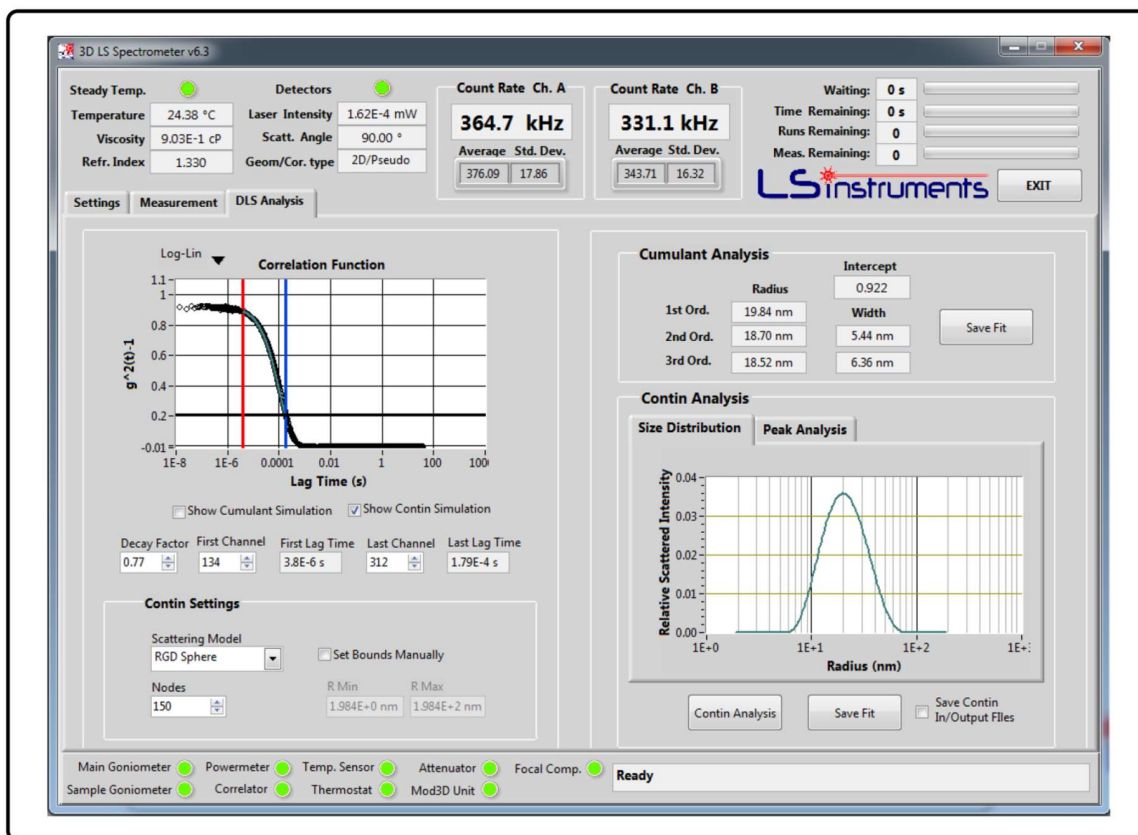 3D LS Spectrometer v6.3
Steady Temp. Detectors
Temperature 24.38 °C Laser Intensity 1.62E-4 mW
Viscosity 9.03E-1 cP Scatt. Angle 90.00 °
Refr. Index 1.330 Geom/Cor. type 2D/Pseudo
Count Rate Ch. A
364.7 kHz
Average Std. Dev.
376.09 17.86
Count Rate Ch. B
331.1 kHz
Average Std. Dev.
343.71 16.32
Waiting: 0 s
Time Remaining: 0 s
Runs Remaining: 0
Meas. Remaining: 0
LSinstruments
EXIT
Settings Measurement DLS Analysis
Log-Lin
Correlation Function
g^2(t)-1
1.1
1
0.8
0.6
0.4
0.2
-0.01
1E-8 1E-6 0.0001 0.01 1 100
Lag Time (s)
Show Cumulant Simulation Show Contin Simulation
Decay Factor First Channel First Lag Time Last Channel Last Lag Time
0.77 134 3.8E-6 s 312 1.79E-4 s
Contin Settings
Scattering Model
RGD Sphere
Set Bounds Manually
Nodes R Min R Max
150 1.984E+0 nm 1.984E+2 nm
Cumulant Analysis
Intercept
Radius 0.922
1st Ord. 19.84 nm Width
2nd Ord. 18.70 nm 5.44 nm
3rd Ord. 18.52 nm 6.36 nm
Save Fit
Contin Analysis
Size Distribution Peak Analysis
Relative Scattered Intensity
0.04
0.03
0.02
0.01
0.00
1E+0 1E+1 1E+2
Radius (nm)
Contin Analysis Save Fit Save Contin
In/Output FIles
Main Goniometer Powermeter Temp. Sensor Attenuator Focal Comp.
Sample Goniometer Correlator Thermostat Mod3D Unit
Ready